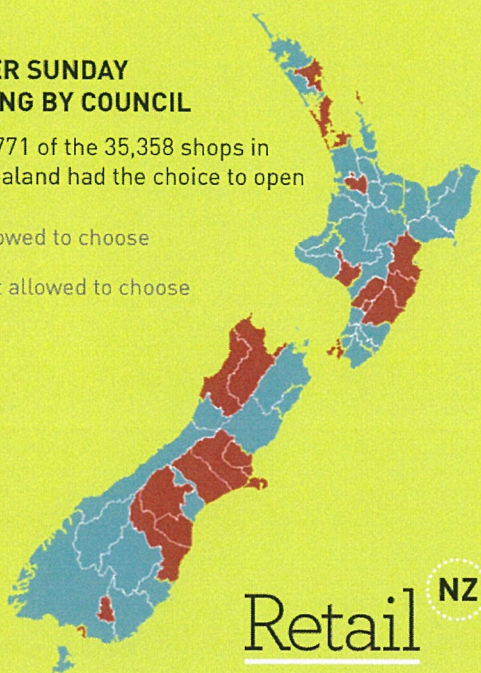 ER SUNDAY
NG BY COUNCIL
771 of the 35,358 shops in
aland had the choice to open
owed to choose
t allowed to choose
Retail NZ